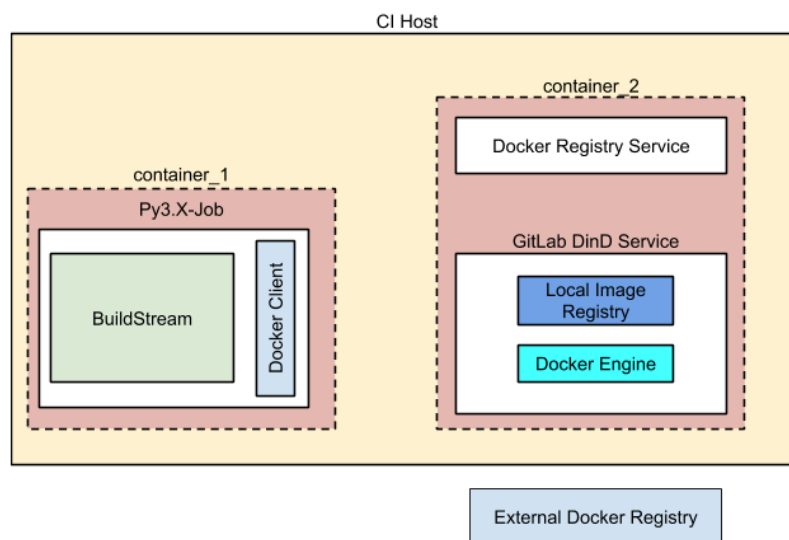 CI Host
container_2
Docker Registry Service
container_1
Py3.X-Job
GitLab DinD Service
BuildStream
Docker Client
Local Image
Registry
Docker Engine
External Docker Registry